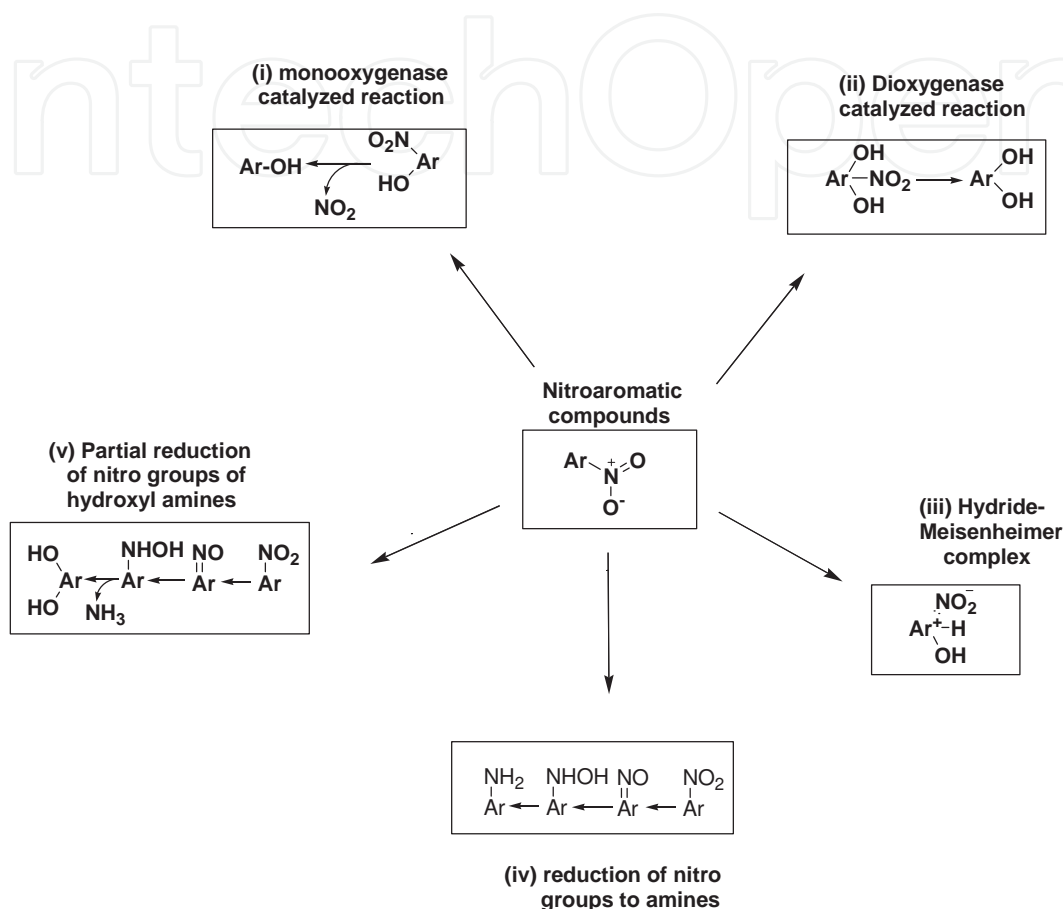 ntechOpen
(i) monooxygenase
catalyzed reaction
O₂N
Ar-OH
Ar
HO
NO₂
(ii) Dioxygenase
catalyzed reaction
OH
OH
Ar
NO₂
Ar
OH
OH
Nitroaromatic
compounds
Ar
N⁺
O
O⁻
(v) Partial reduction
of nitro groups of
hydroxyl amines
HO
NHOH
NO
NO₂
Ar
Ar
Ar
Ar
HO
NH₃
(iii) Hydride-
Meisenheimer
complex
NO₂⁻
Ar⁺
H
OH
NH₂
NHOH
NO
NO₂
Ar
Ar
Ar
Ar
(iv) reduction of nitro
groups to amines